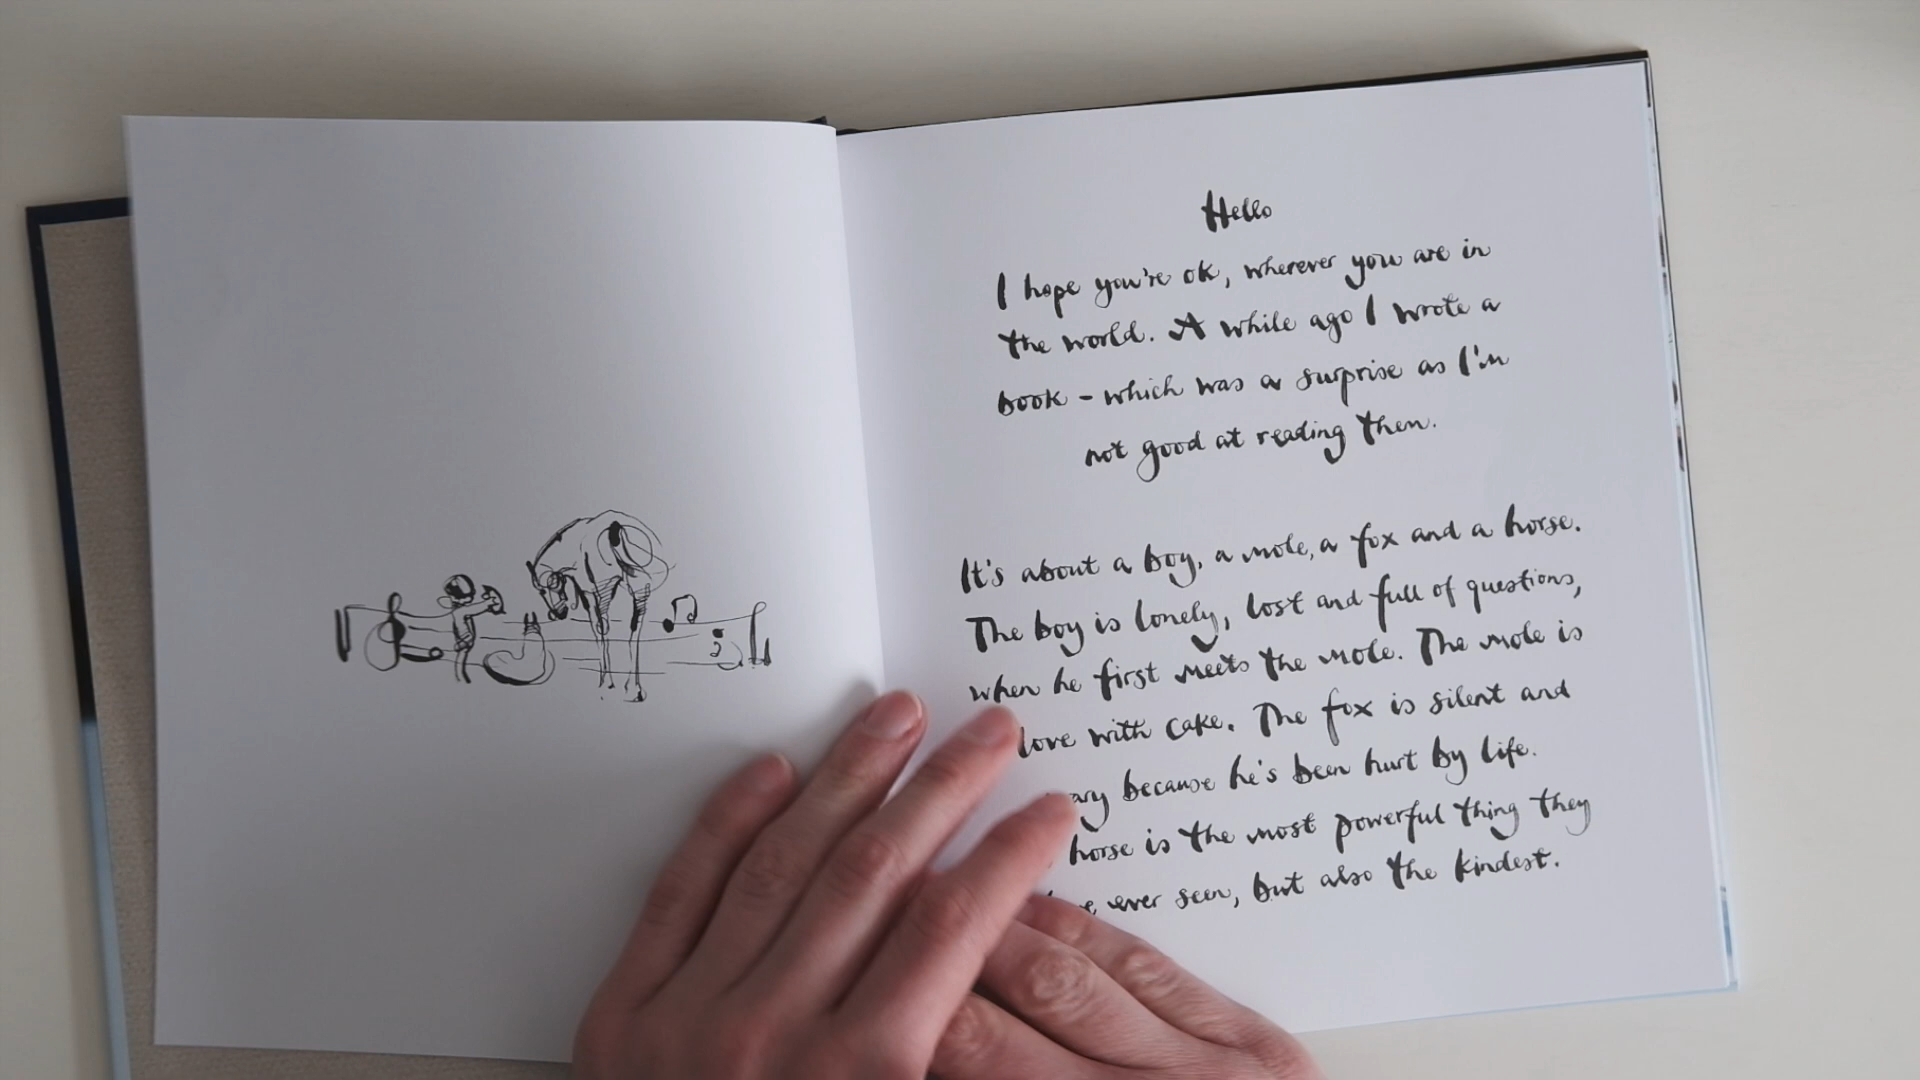 Hello
I hope you're ok, wherever you are in
the world. A while ago I wrote a
book - which was a surprise as I'm
not good at reading them.
It's about a boy, a mole, a fox and a horse.
The boy is lonely, lost and full of questions,
when he first meets the mole. The mole is
love with cake. The fox is silent and
because he's been hurt by life.
horse is the most powerful thing they
ever seen, but also the kindest.